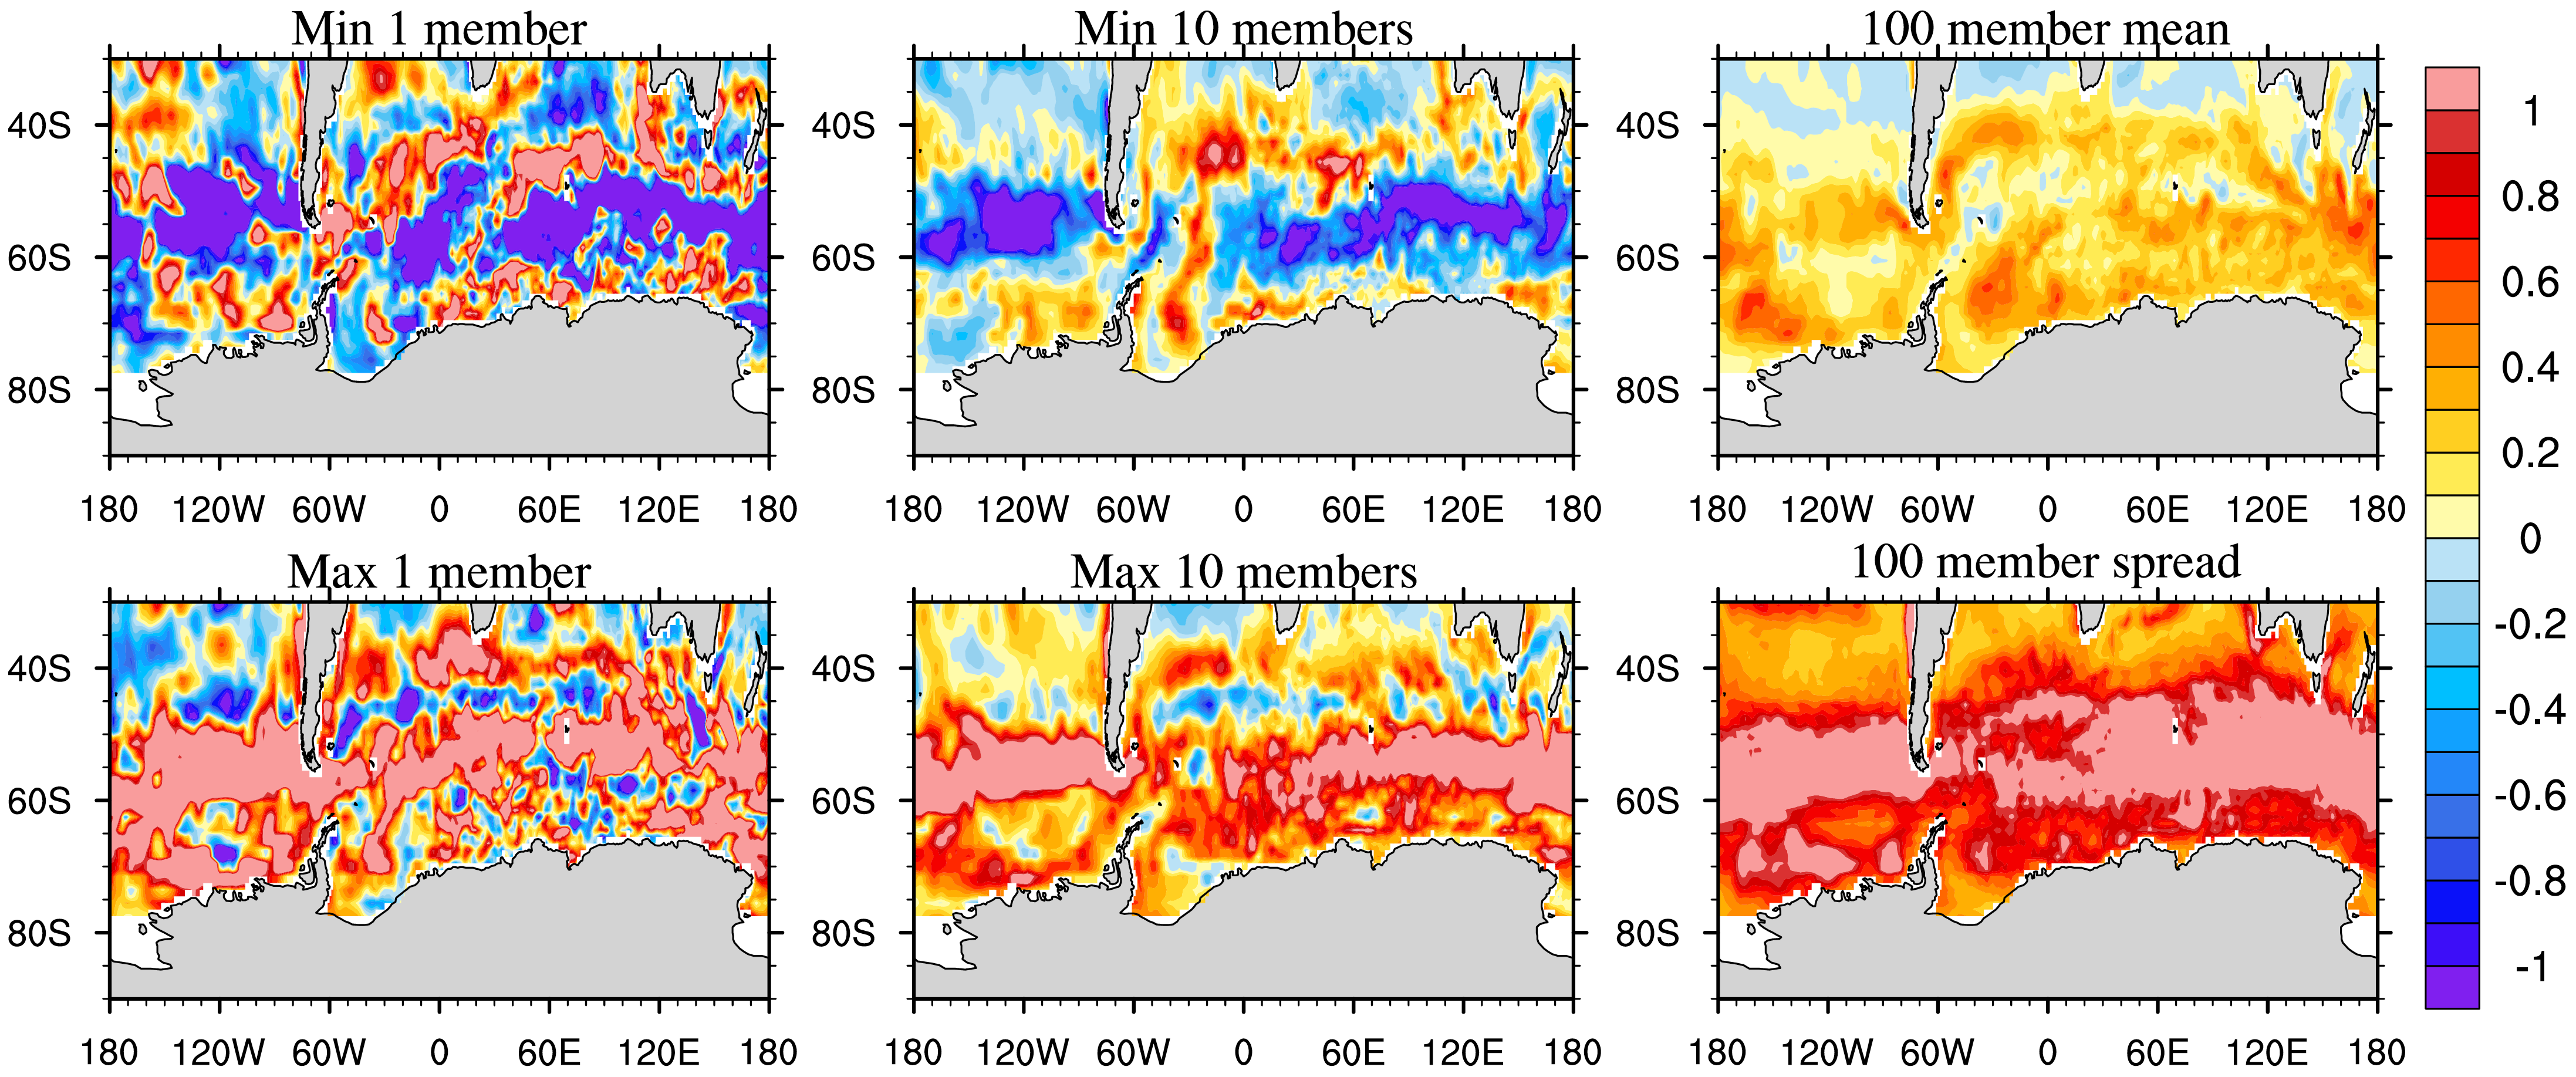 Min 1 member
Min 10 members
100 member mean
40S 60S 80S
40S 60S 80S
40S 60S 80S
180 120W 60W 0 60E 120E 180
180 120W 60W 0 60E 120E 180
180 120W 60W 0 60E 120E 180
Max 1 member
Max 10 members
100 member spread
40S 60S 80S
40S 60S 80S
40S 60S 80S
180 120W 60W 0 60E 120E 180
180 120W 60W 0 60E 120E 180
180 120W 60W 0 60E 120E 180
1
0.8
0.6
0.4
0.2
0
-0.2
-0.4
-0.6
-0.8
-1